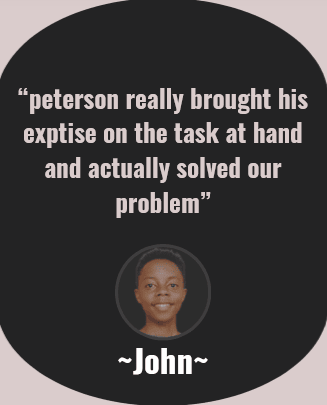 “peterson really brought his
exptise on the task at hand
and actually solved our
problem”
~John~